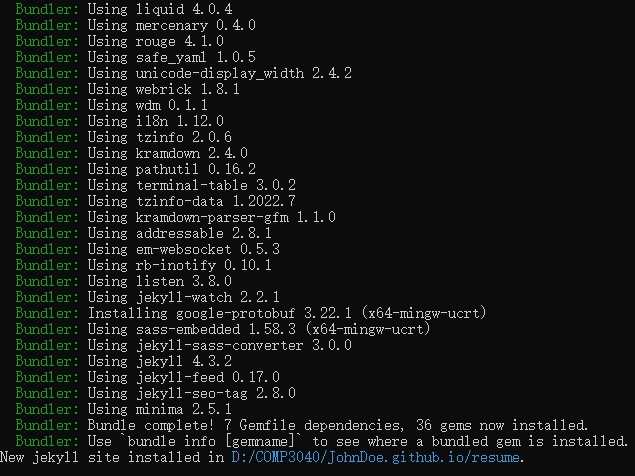 Bundler: Using liquid 4.0.4
Bundler: Using mercenary 0.4.0
Bundler: Using rouge 4.1.0
Bundler: Using safe_yaml 1.0.5
Bundler: Using unicode-display_width 2.4.2
Bundler: Using webrick 1.8.1
Bundler: Using wdm 0.1.1
Bundler: Using i18n 1.12.0
Bundler: Using tzinfo 2.0.6
Bundler: Using kramdown 2.4.0
Bundler: Using pathutil 0.16.2
Bundler: Using terminal-table 3.0.2
Bundler: Using tzinfo-data 1.2022.7
Bundler: Using kramdown-parser-gfm 1.1.0
Bundler: Using addressable 2.8.1
Bundler: Using em-websocket 0.5.3
Bundler: Using rb-inotify 0.10.1
Bundler: Using listen 3.8.0
Bundler: Using jekyll-watch 2.2.1
Bundler: Installing google-protobuf 3.22.1 (x64-mingw-ucrt)
Bundler: Using sass-embedded 1.58.3 (x64-mingw-ucrt)
Bundler: Using jekyll-sass-converter 3.0.0
Bundler: Using jekyll 4.3.2
Bundler: Using jekyll-feed 0.17.0
Bundler: Using jekyll-seo-tag 2.8.0
Bundler: Using minima 2.5.1
Bundler: Bundle complete! 7 Gemfile dependencies, 36 gems now installed.
Bundler: Use `bundle info [gemname]` to see where a bundled gem is installed.
New jekyll site installed in D:/COMP3040/JohnDoe.github.io/resume.